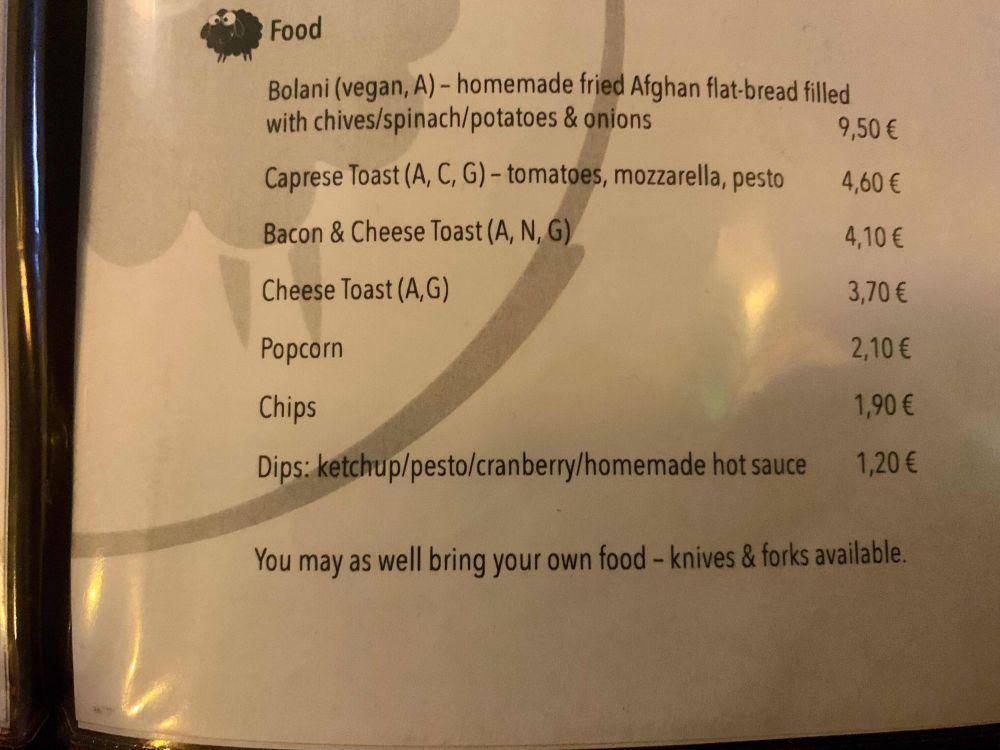 Food
Bolani (vegan, A) – homemade fried Afghan flat-bread filled
with chives/spinach/potatoes & onions 9,50 €
Caprese Toast (A, C, G) – tomatoes, mozzarella, pesto 4,60 €
Bacon & Cheese Toast (A, N, G) 4,10 €
Cheese Toast (A,G) 3,70 €
Popcorn 2,10 €
Chips 1,90 €
Dips: ketchup/pesto/cranberry/homemade hot sauce 1,20 €
You may as well bring your own food – knives & forks available.